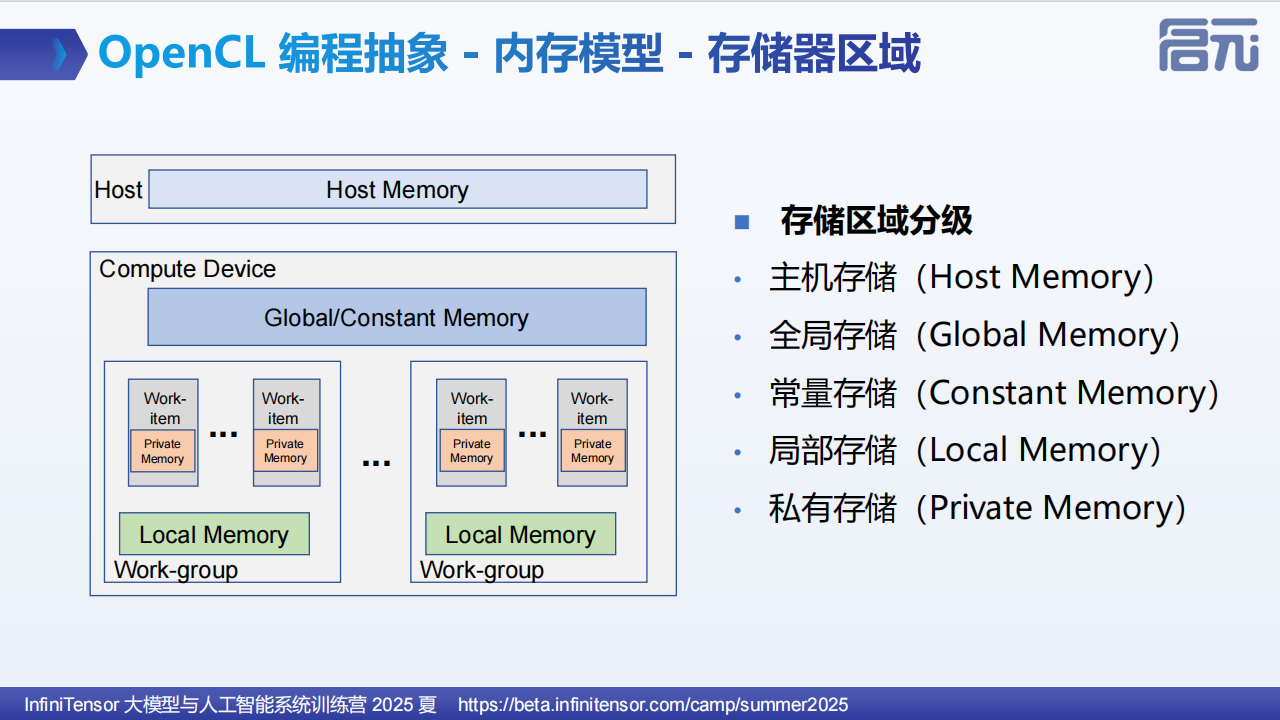 OpenCL 编程抽象 - 内存模型 - 存储器区域
启元
Host
Host Memory
Compute Device
Global/Constant Memory
Work-
item
Private
Memory
...
Work-
item
Private
Memory
Local Memory
Work-group
...
Work-
item
Private
Memory
...
Work-
item
Private
Memory
Local Memory
Work-group
■ 存储区域分级
• 主机存储（Host Memory）
• 全局存储（Global Memory）
• 常量存储（Constant Memory）
• 局部存储（Local Memory）
• 私有存储（Private Memory）
InfiniTensor 大模型与人工智能系统训练营 2025 夏 https://beta.infinitensor.com/camp/summer2025